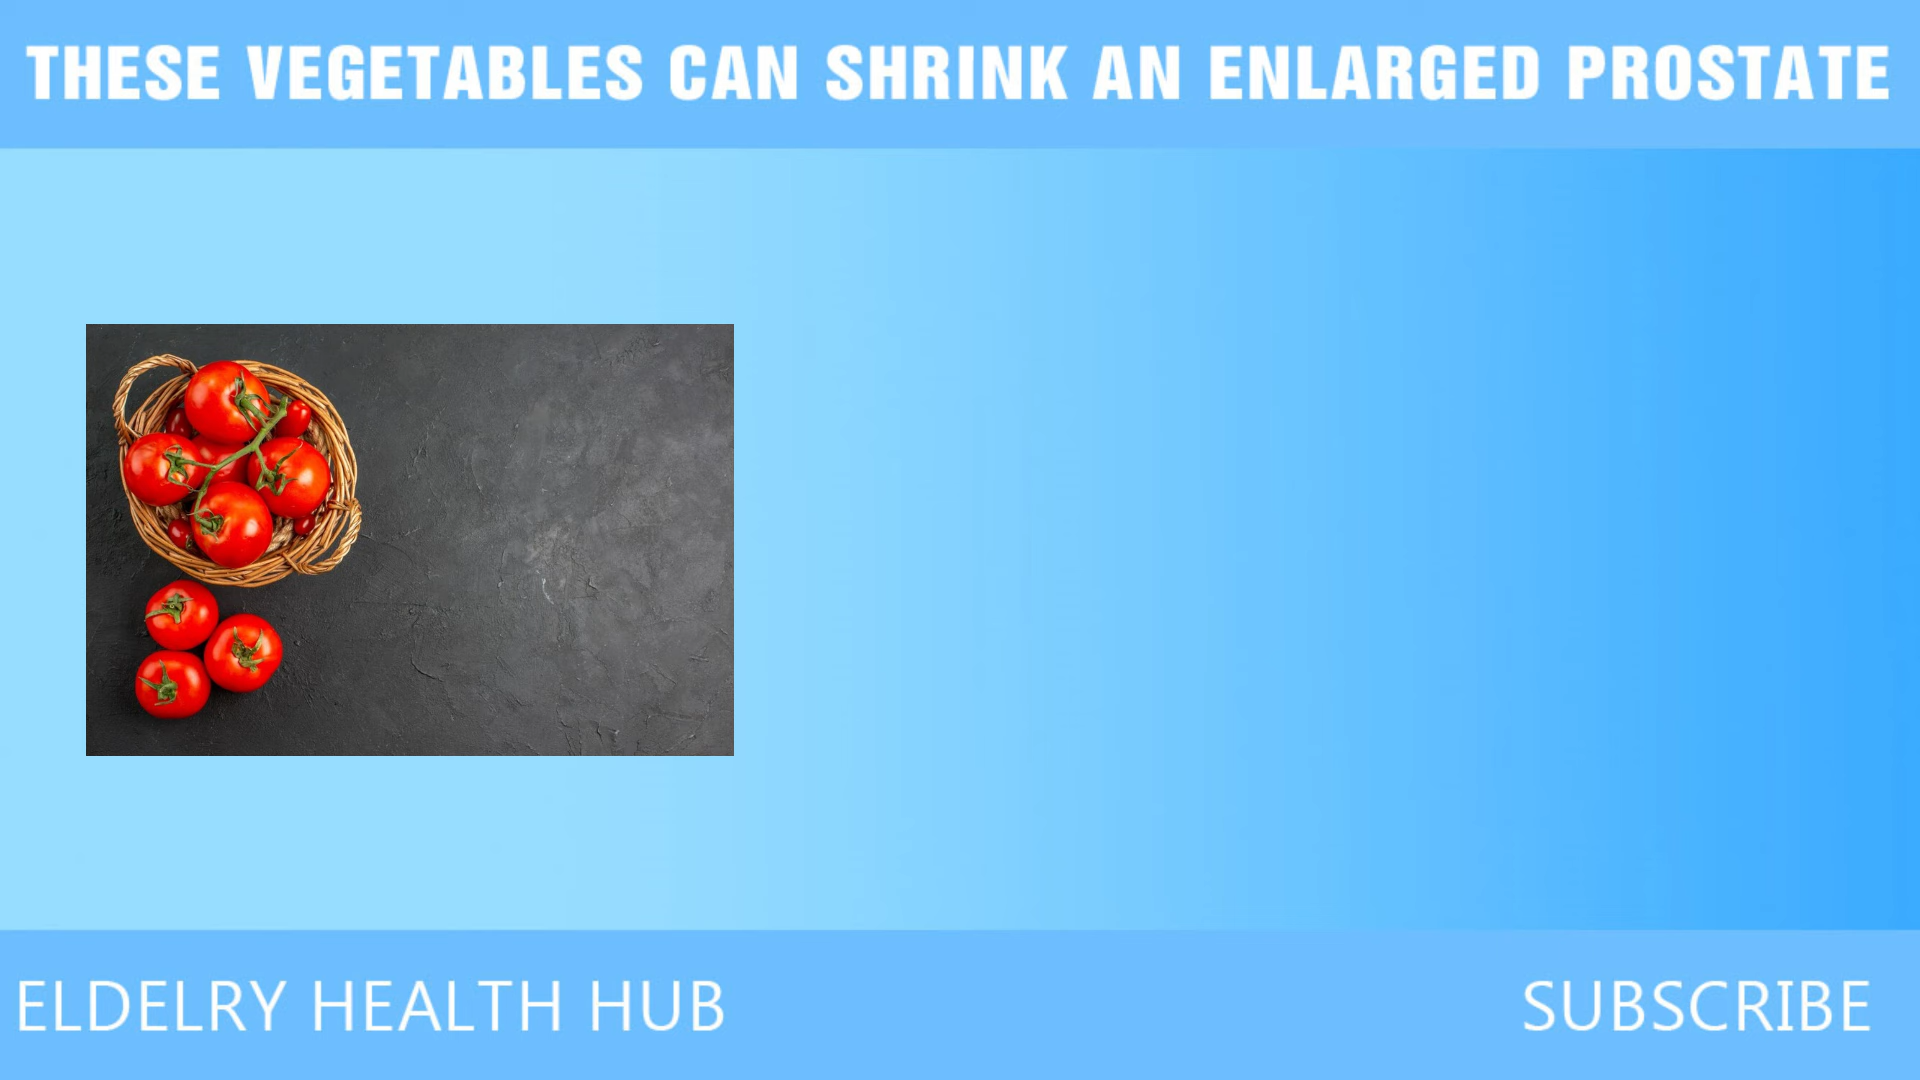 THESE VEGETABLES CAN SHRINK AN ENLARGED PROSTATE
ELDELRY HEALTH HUB
SUBSCRIBE